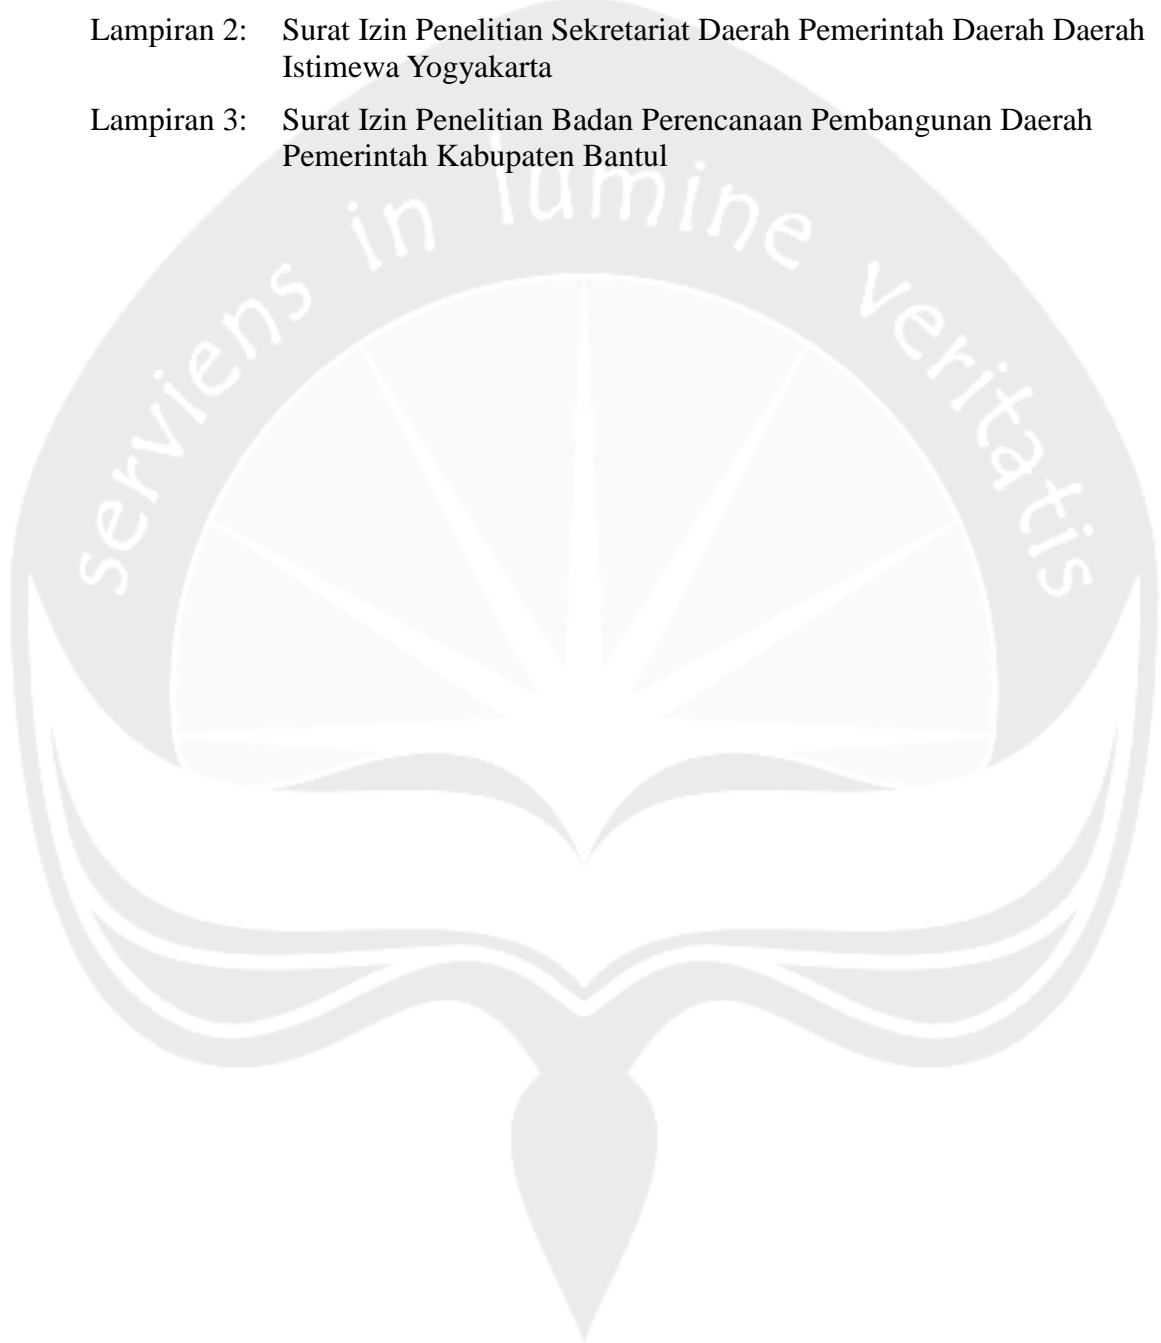 Lampiran 2: Surat Izin Penelitian Sekretariat Daerah Pemerintah Daerah Daerah
Istimewa Yogyakarta
Lampiran 3: Surat Izin Penelitian Badan Perencanaan Pembangunan Daerah
Pemerintah Kabupaten Bantul
serviens in lumine veritatis